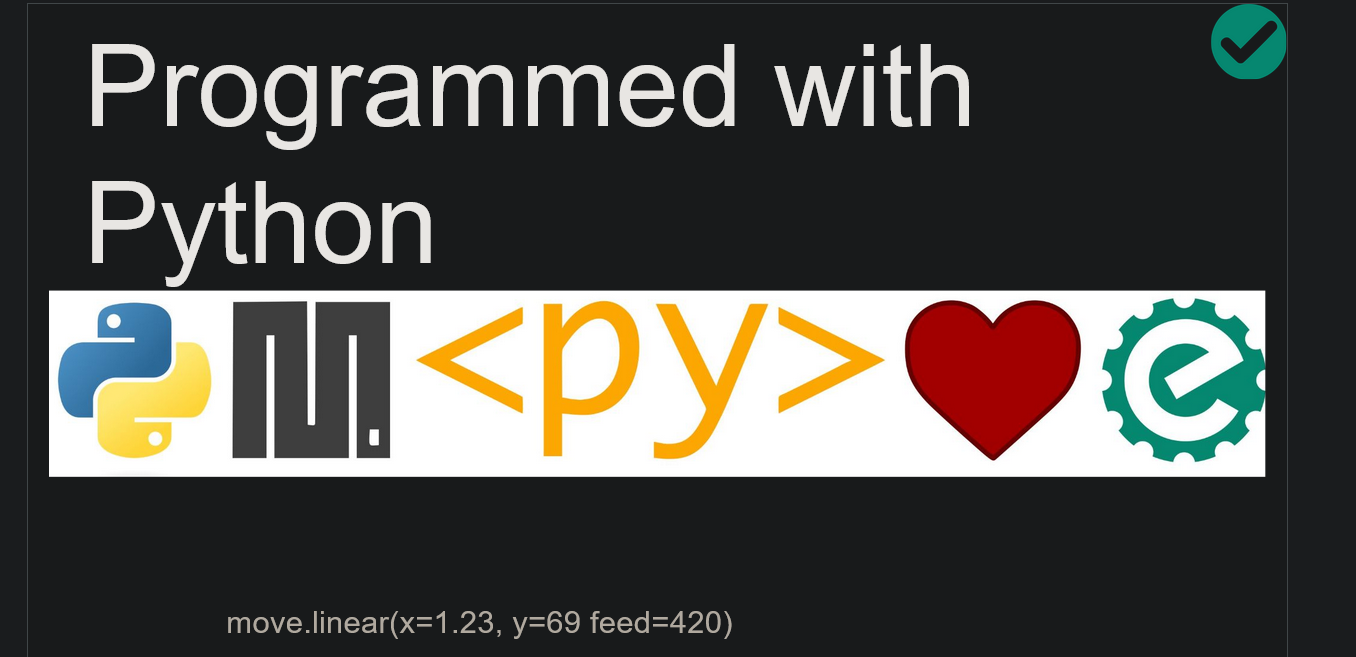 Programmed with
Python
<py>
move.linear(x=1.23, y=69 feed=420)